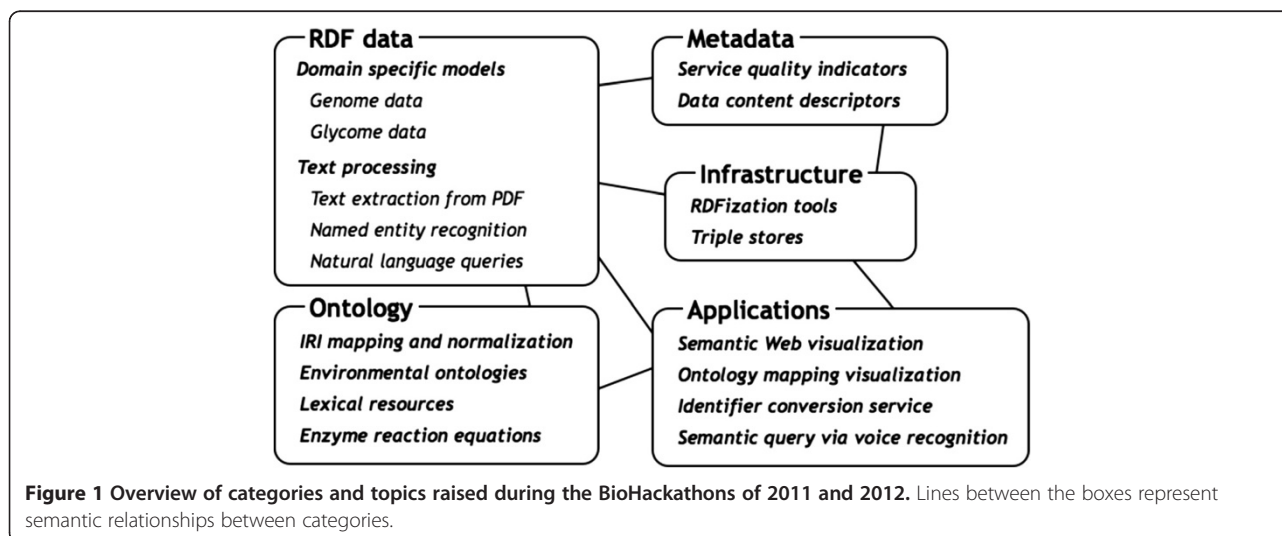 RDF data
Domain specific models
Genome data
Glycome data
Text processing
Text extraction from PDF
Named entity recognition
Natural language queries
Metadata
Service quality indicators
Data content descriptors
Infrastructure
RDFization tools
Triple stores
Ontology
IRI mapping and normalization
Environmental ontologies
Lexical resources
Enzyme reaction equations
Applications
Semantic Web visualization
Ontology mapping visualization
Identifier conversion service
Semantic query via voice recognition
Figure 1 Overview of categories and topics raised during the BioHackathons of 2011 and 2012. Lines between the boxes represent
semantic relationships between categories.